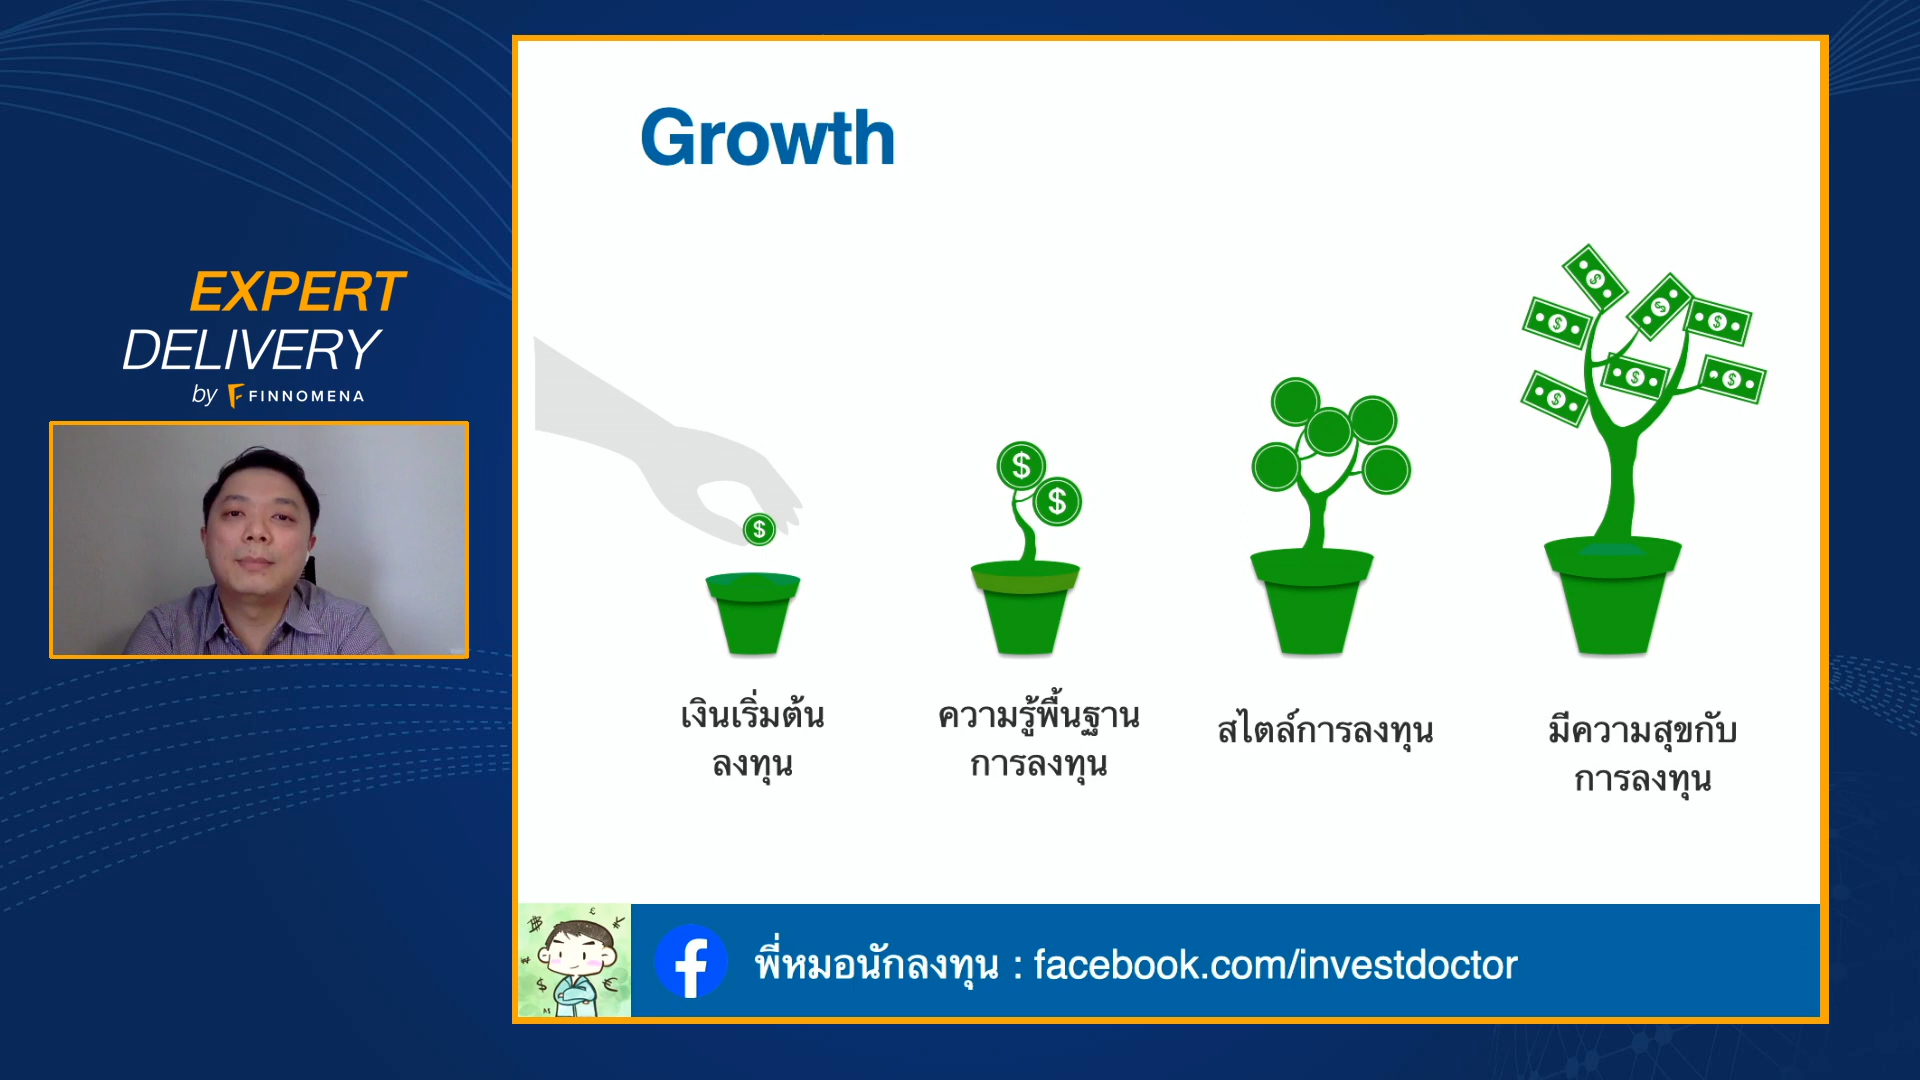 EXPERT
DELIVERY
by FINNOMENA
Growth
$
$
$
$
$
$
$
$
$
$
เงินเริ่มต้น
ลงทุน
ความรู้พื้นฐาน
การลงทุน
สไตล์การลงทุน
มีความสุขกับ
การลงทุน
พี่หมอนักลงทุน : facebook.com/investdoctor